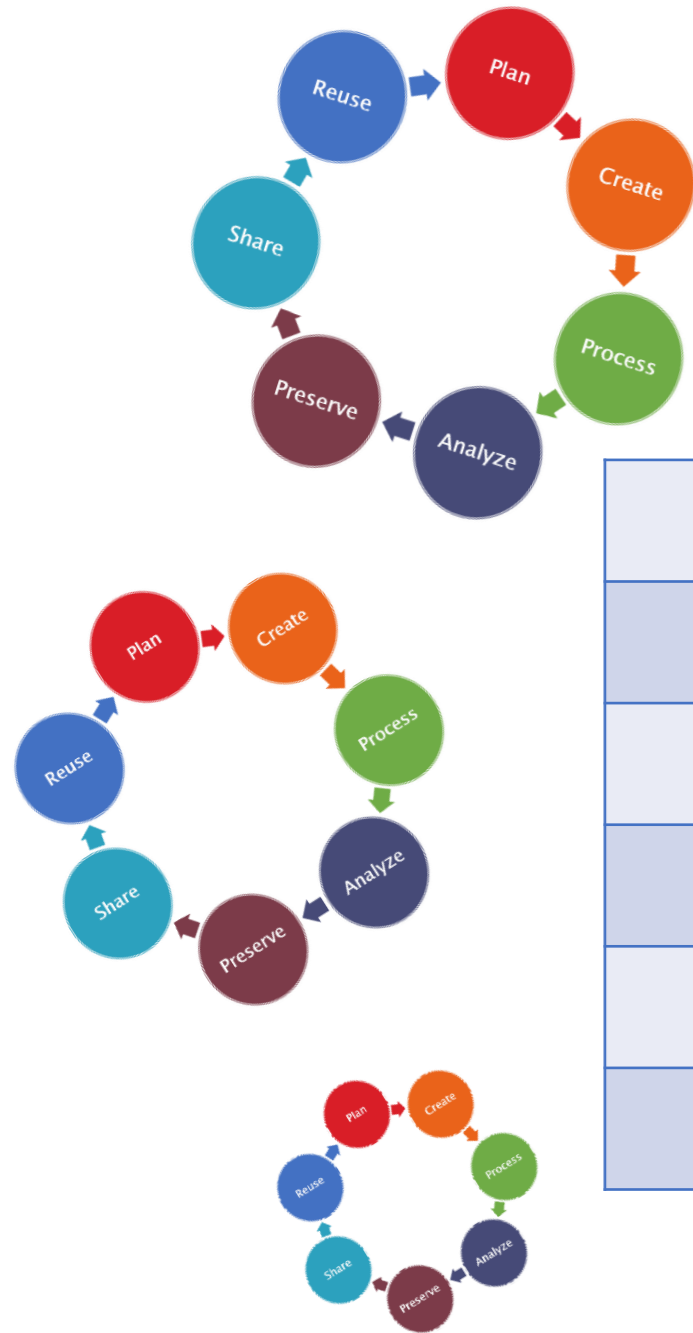 Plan
Create
Process
Analyze
Preserve
Share
Reuse
Plan
Create
Process
Analyze
Preserve
Share
Reuse
Plan
Create
Process
Analyze
Preserve
Share
Reuse